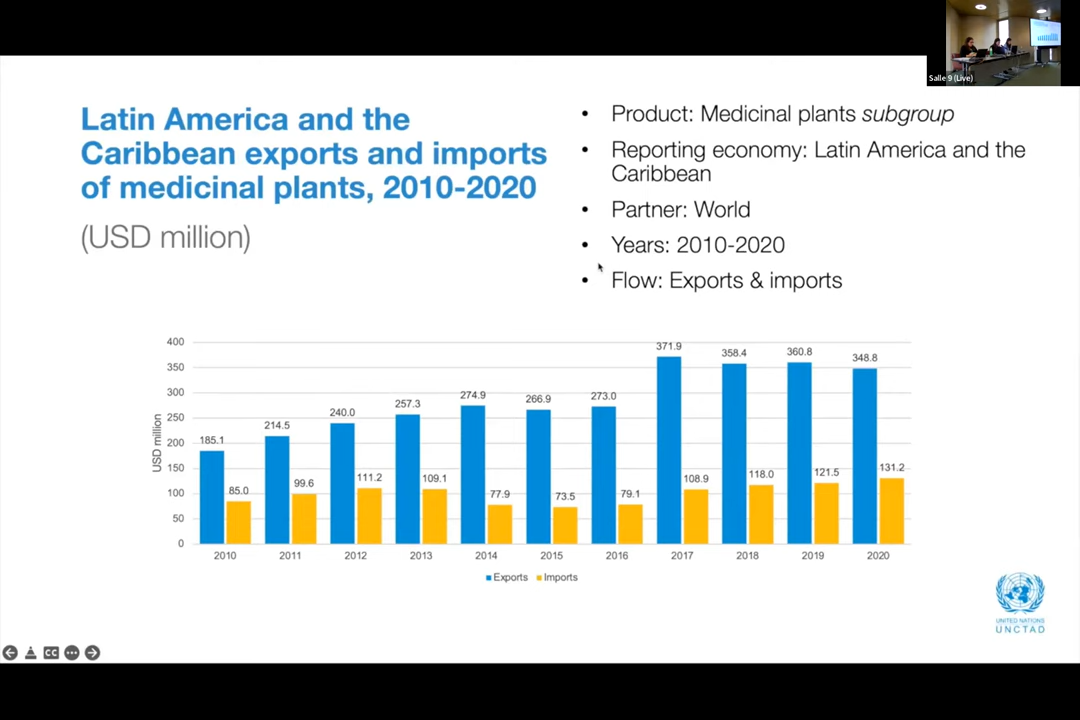 Salle 9 (Live)
Latin America and the
Caribbean exports and imports
of medicinal plants, 2010-2020
(USD million)
• Product: Medicinal plants subgroup
• Reporting economy: Latin America and the
Caribbean
• Partner: World
• Years: 2010-2020
• Flow: Exports & imports
USD million
400
350
300
250
200
150
100
50
0
185.1
85.0
214.5
99.6
240.0
111.2
257.3
109.1
274.9
77.9
266.9
73.5
273.0
79.1
371.9
108.9
358.4
118.0
360.8
121.5
348.8
131.2
2010 2011 2012 2013 2014 2015 2016 2017 2018 2019 2020
Exports Imports
UNITED NATIONS
UNCTAD
CC